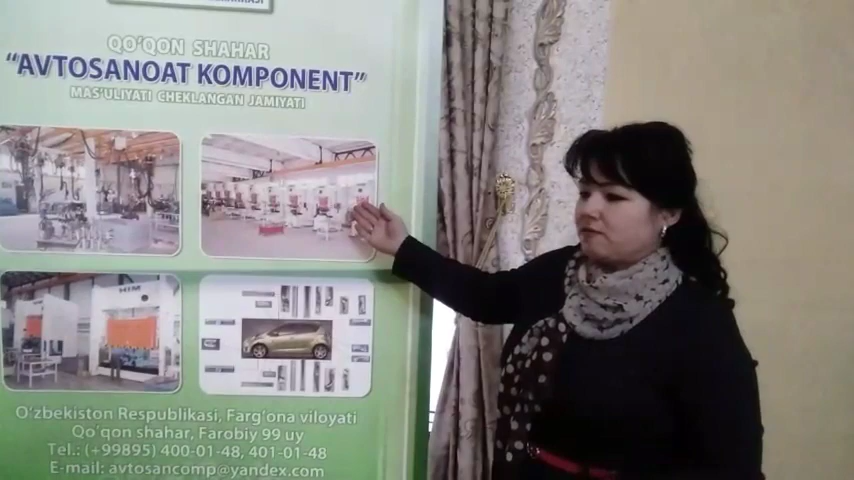 QO'QON SHAHAR
"AVTOSANOAT KOMPONENT"
MAS'ULIYATI CHEKLANGAN JAMIYATI
HIM
O'zbekiston Respublikasi, Farg'ona viloyati
Qo'qon shahar, Farobiy 99 uy
Tel.: (+99895) 400-01-48, 401-01-48
E-mail: avtosancomp@yandex.com